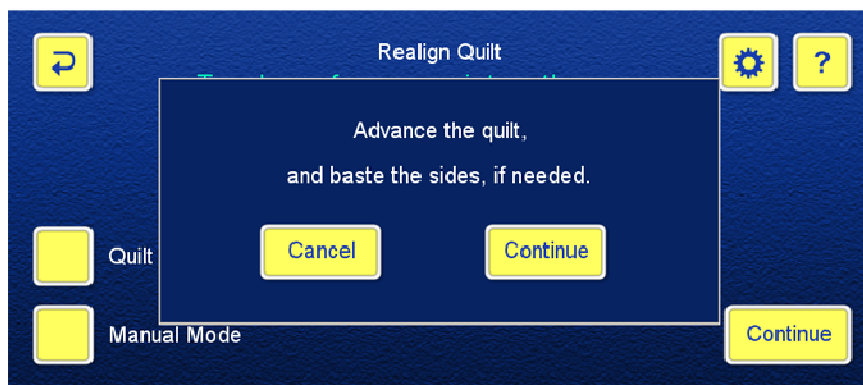 Realign Quilt
?
Advance the quilt,
and baste the sides, if needed.
Cancel
Continue
Quilt
Manual Mode
Continue